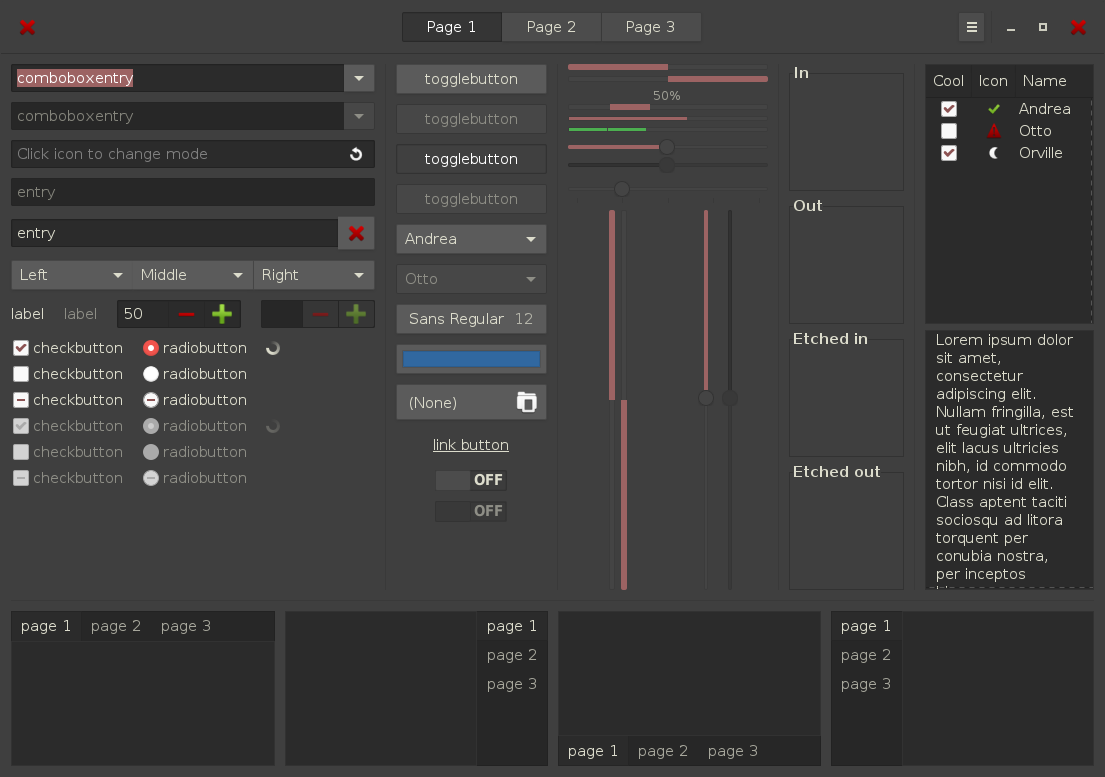 Page 1 Page 2 Page 3
comboboxentry
comboboxentry
Click icon to change mode
entry
entry
Left Middle Right
label label 50
checkbutton radiobutton
checkbutton radiobutton
checkbutton radiobutton
checkbutton radiobutton
checkbutton radiobutton
checkbutton radiobutton
togglebutton
togglebutton
togglebutton
togglebutton
Andrea
Otto
Sans Regular 12
(None)
link button
OFF
OFF
50%
In
Out
Etched in
Etched out
Cool Icon Name
Andrea
Otto
Orville
Lorem ipsum dolor
sit amet,
consectetur
adipiscing elit.
Nullam fringilla, est
ut feugiat ultrices,
elit lacus ultricies
nibh, id commodo
tortor nisi id elit.
Class aptent taciti
sociosqu ad litora
torquent per
conubia nostra,
per inceptos
page 1 page 2 page 3
page 1
page 2
page 3
page 1 page 2 page 3
page 1
page 2
page 3